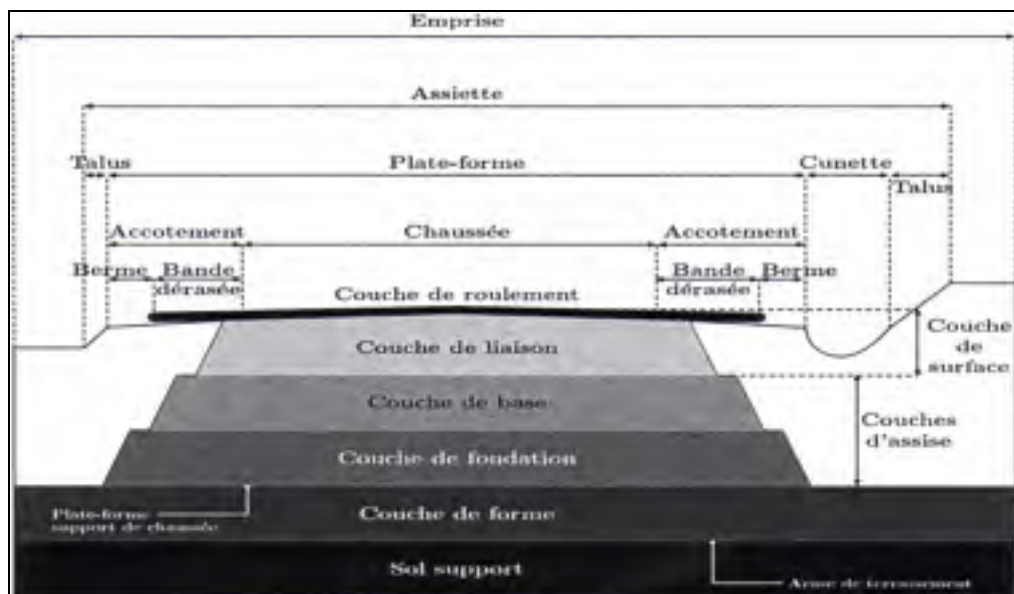 Emprise
Assiette
Talus
Plate-forme
Cunette
Talus
Accotement
Chaussée
Accotement
Berme
Bande
dérasée
Bande
dérasée
Berme
Couche de roulement
Couche de liaison
Couche
de
surface
Couche de base
Couches
d'assise
Couche de foudation
Plate-forme
support de chaussée
Couche de forme
Sol support
de terrassement